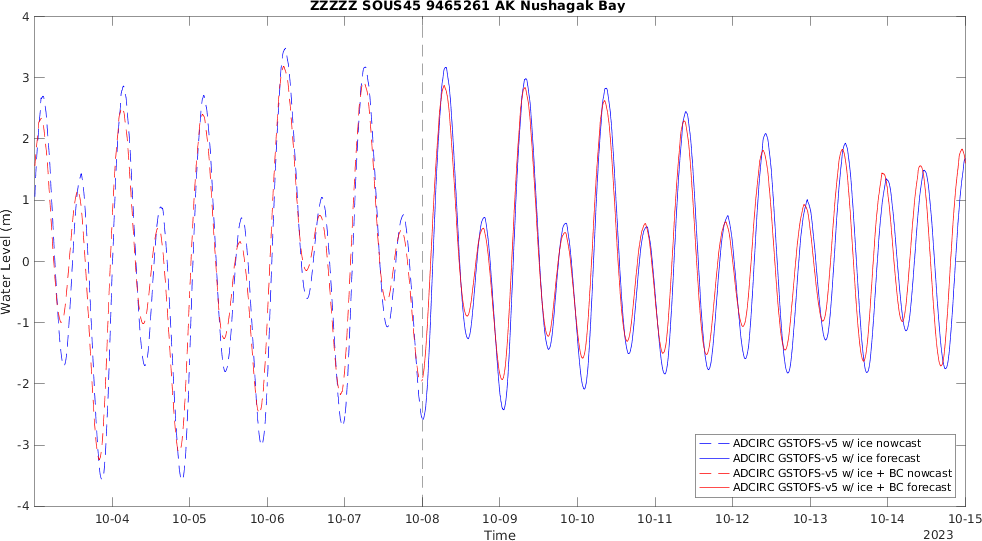 ZZZZZ SOUS45 9465261 AK Nushagak Bay
4
3
2
1
0
-1
-2
-3
-4
Water Level (m)
ADCIRC GSTOFS-v5 w/ ice nowcast
ADCIRC GSTOFS-v5 w/ ice forecast
ADCIRC GSTOFS-v5 w/ ice + BC nowcast
ADCIRC GSTOFS-v5 w/ ice + BC forecast
10-04 10-05 10-06 10-07 10-08 10-09 10-10 10-11 10-12 10-13 10-14 10-15
Time
2023